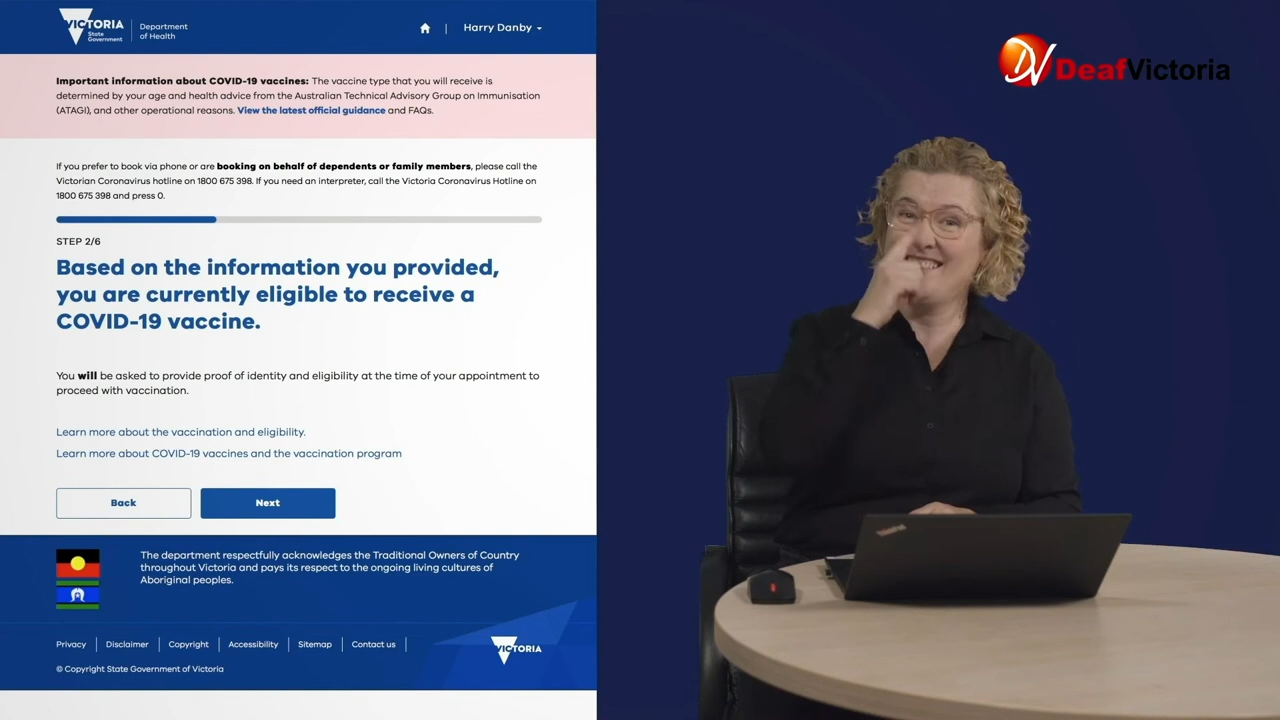 VICTORIA
State
Government
Department
of Health
Harry Danby
Important information about COVID-19 vaccines: The vaccine type that you will receive is
determined by your age and health advice from the Australian Technical Advisory Group on Immunisation
(ATAGI), and other operational reasons. View the latest official guidance and FAQs.
If you prefer to book via phone or are booking on behalf of dependents or family members, please call the
Victorian Coronavirus hotline on 1800 675 398. If you need an interpreter, call the Victoria Coronavirus Hotline on
1800 675 398 and press 0.
STEP 2/6
Based on the information you provided,
you are currently eligible to receive a
COVID-19 vaccine.
You will be asked to provide proof of identity and eligibility at the time of your appointment to
proceed with vaccination.
Learn more about the vaccination and eligibility.
Learn more about COVID-19 vaccines and the vaccination program
Back
Next
The department respectfully acknowledges the Traditional Owners of Country
throughout Victoria and pays its respect to the ongoing living cultures of
Aboriginal peoples.
Privacy
Disclaimer
Copyright
Accessibility
Sitemap
Contact us
VICTORIA
© Copyright State Government of Victoria
DV DeafVictoria
ThinkPad